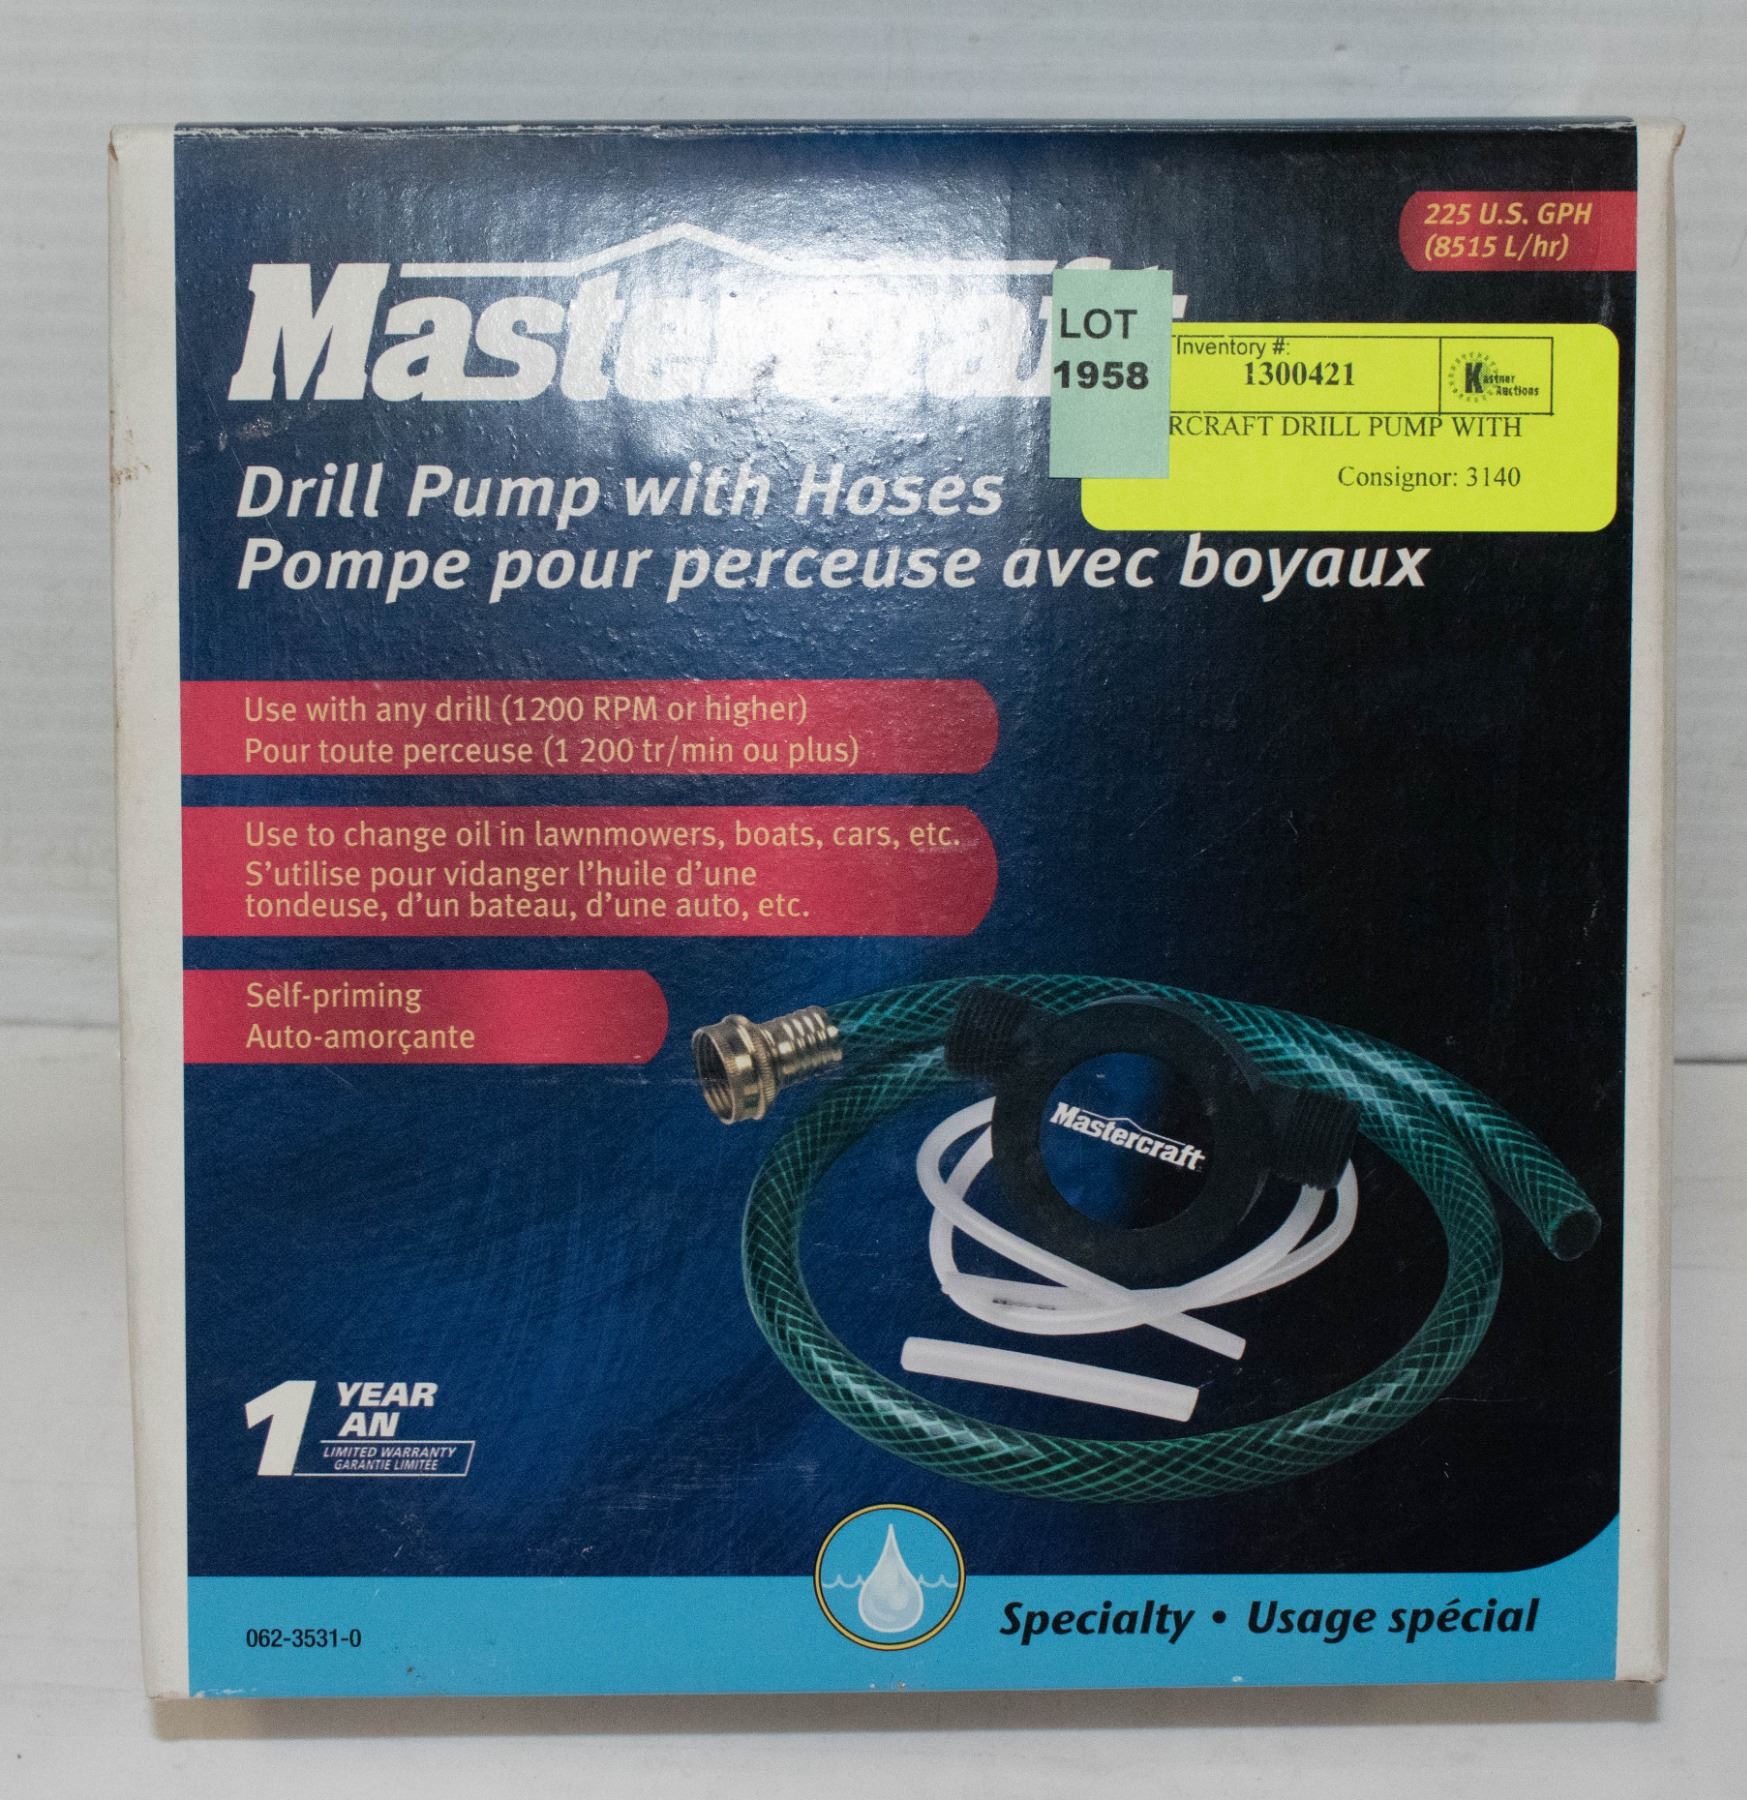 225 U.S. GPH
(8515 L/hr)
Mastercraft
LOT
1958
Inventory #:
1300421
Kastner
Auctions
RCRAFT DRILL PUMP WITH
Consignor: 3140
Drill Pump with Hoses
Pompe pour perceuse avec boyaux
Use with any drill (1200 RPM or higher)
Pour toute perceuse (1 200 tr/min ou plus)
Use to change oil in lawnmowers, boats, cars, etc.
S'utilise pour vidanger l'huile d'une
tondeuse, d'un bateau, d'une auto, etc.
Self-priming
Auto-amorçante
Mastercraft
1 YEAR
AN
LIMITED WARRANTY
GARANTIE LIMITÉE
062-3531-0
Specialty • Usage spécial